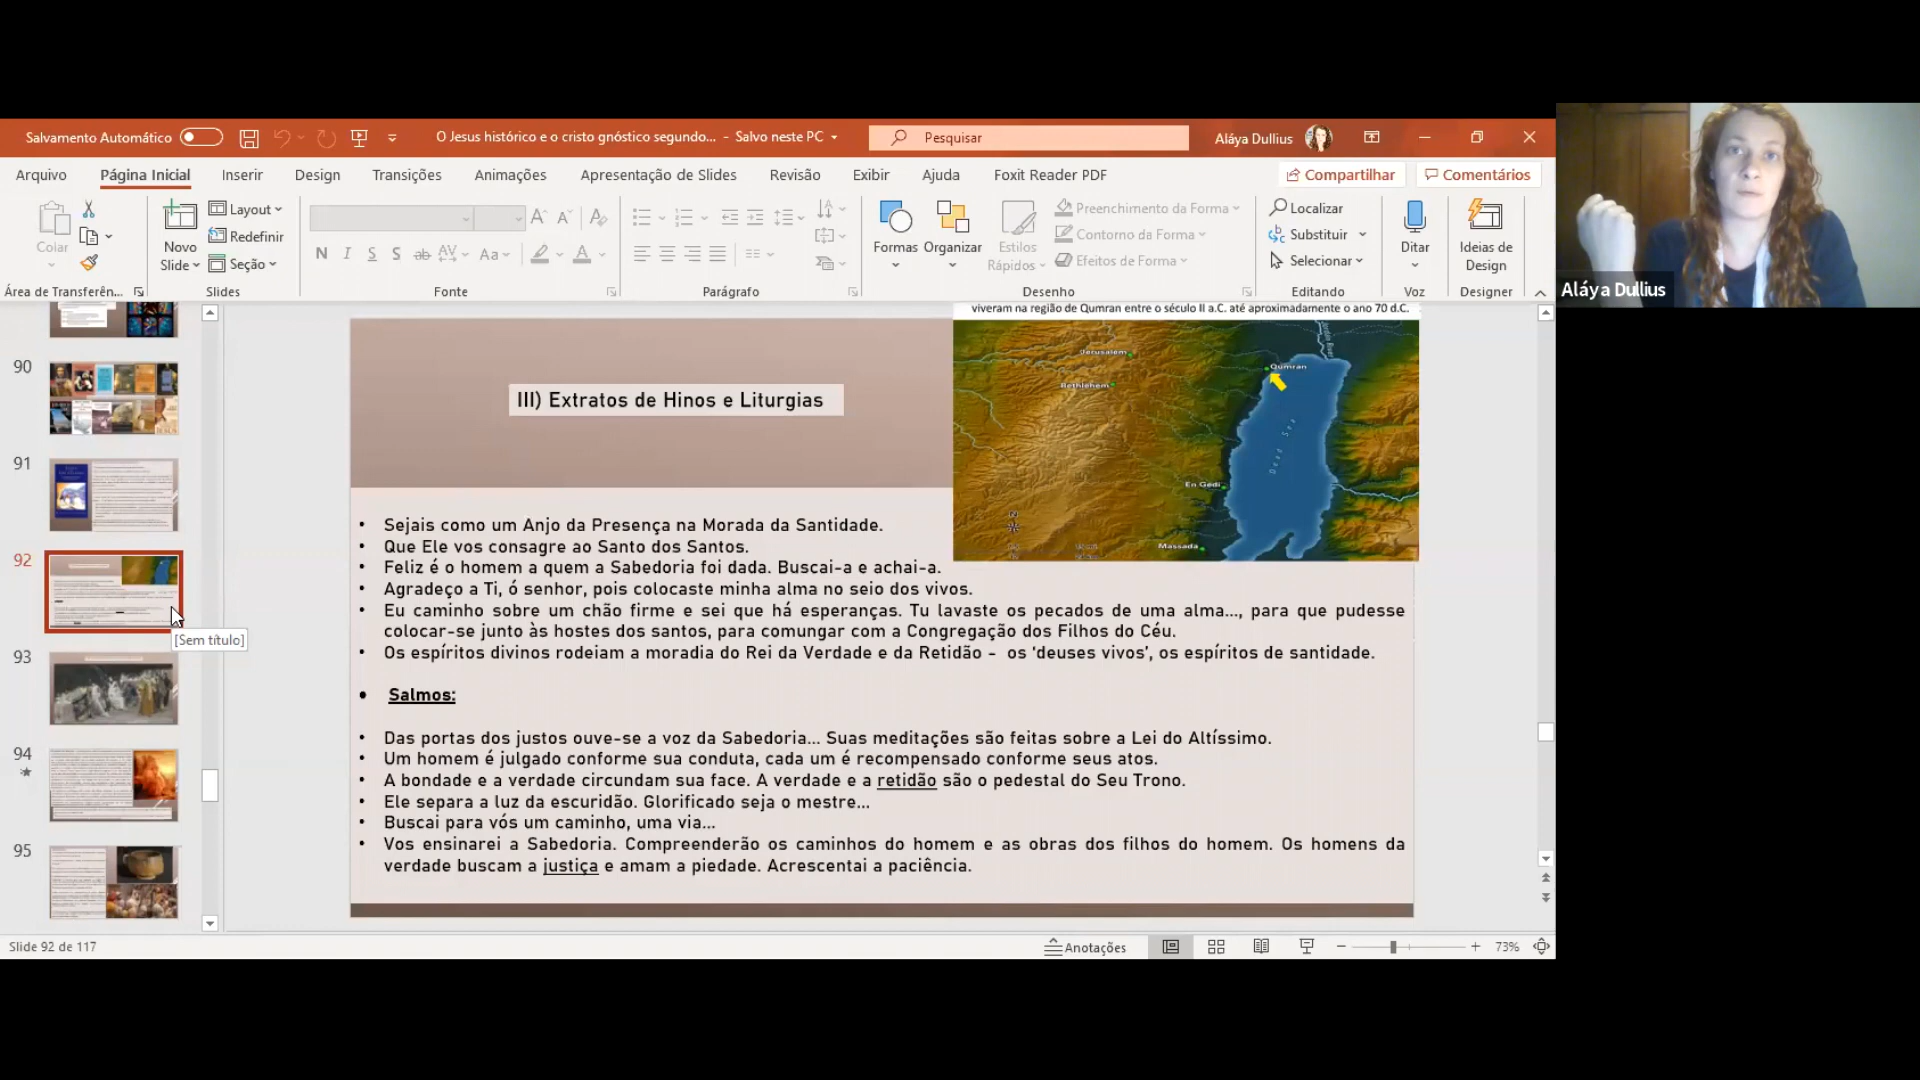 Salvamento Automático
O Jesus histórico e o cristo gnóstico segundo... - Salvo neste PC
Pesquisar
Aláya Dullius
Arquivo Página Inicial Inserir Design Transições Animações Apresentação de Slides Revisão Exibir Ajuda Foxit Reader PDF Compartilhar Comentários
Colar
Novo Slide
Layout
Redefinir
Seção
N I S S ab AV Aa A
Formas
Organizar
Estilos Rápidos
Preenchimento da Forma
Contorno da Forma
Efeitos de Forma
Localizar
Substituir
Selecionar
Ditar
Ideias de Design
Área de Transferên... Slides Fonte Parágrafo Desenho Editando Voz Designer
Aláya Dullius
90
91
92
[Sem título]
93
94
95
viveram na região de Qumran entre o século II a.C. até aproximadamente o ano 70 d.C.
Jerusalem
Qumran
Bethlehem
Dead Sea
En Gedi
N
Massada
III) Extratos de Hinos e Liturgias
• Sejais como um Anjo da Presença na Morada da Santidade.
• Que Ele vos consagre ao Santo dos Santos.
• Feliz é o homem a quem a Sabedoria foi dada. Buscai-a e achai-a.
• Agradeço a Ti, ó senhor, pois colocaste minha alma no seio dos vivos.
• Eu caminho sobre um chão firme e sei que há esperanças. Tu lavaste os pecados de uma alma..., para que pudesse
colocar-se junto às hostes dos santos, para comungar com a Congregação dos Filhos do Céu.
• Os espíritos divinos rodeiam a moradia do Rei da Verdade e da Retidão - os ‘deuses vivos’, os espíritos de santidade.
• Salmos:
• Das portas dos justos ouve-se a voz da Sabedoria... Suas meditações são feitas sobre a Lei do Altíssimo.
• Um homem é julgado conforme sua conduta, cada um é recompensado conforme seus atos.
• A bondade e a verdade circundam sua face. A verdade e a retidão são o pedestal do Seu Trono.
• Ele separa a luz da escuridão. Glorificado seja o mestre...
• Buscai para vós um caminho, uma via...
• Vos ensinarei a Sabedoria. Compreenderão os caminhos do homem e as obras dos filhos do homem. Os homens da
verdade buscam a justiça e amam a piedade. Acrescentai a paciência.
Slide 92 de 117
Anotações
73%